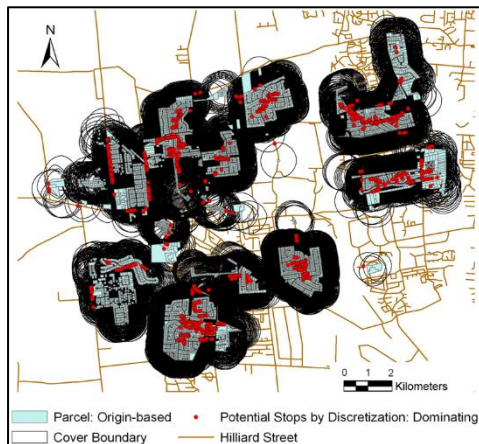 N
0 1 2
Kilometers
Parcel: Origin-based Potential Stops by Discretization: Dominating
Cover Boundary Hilliard Street